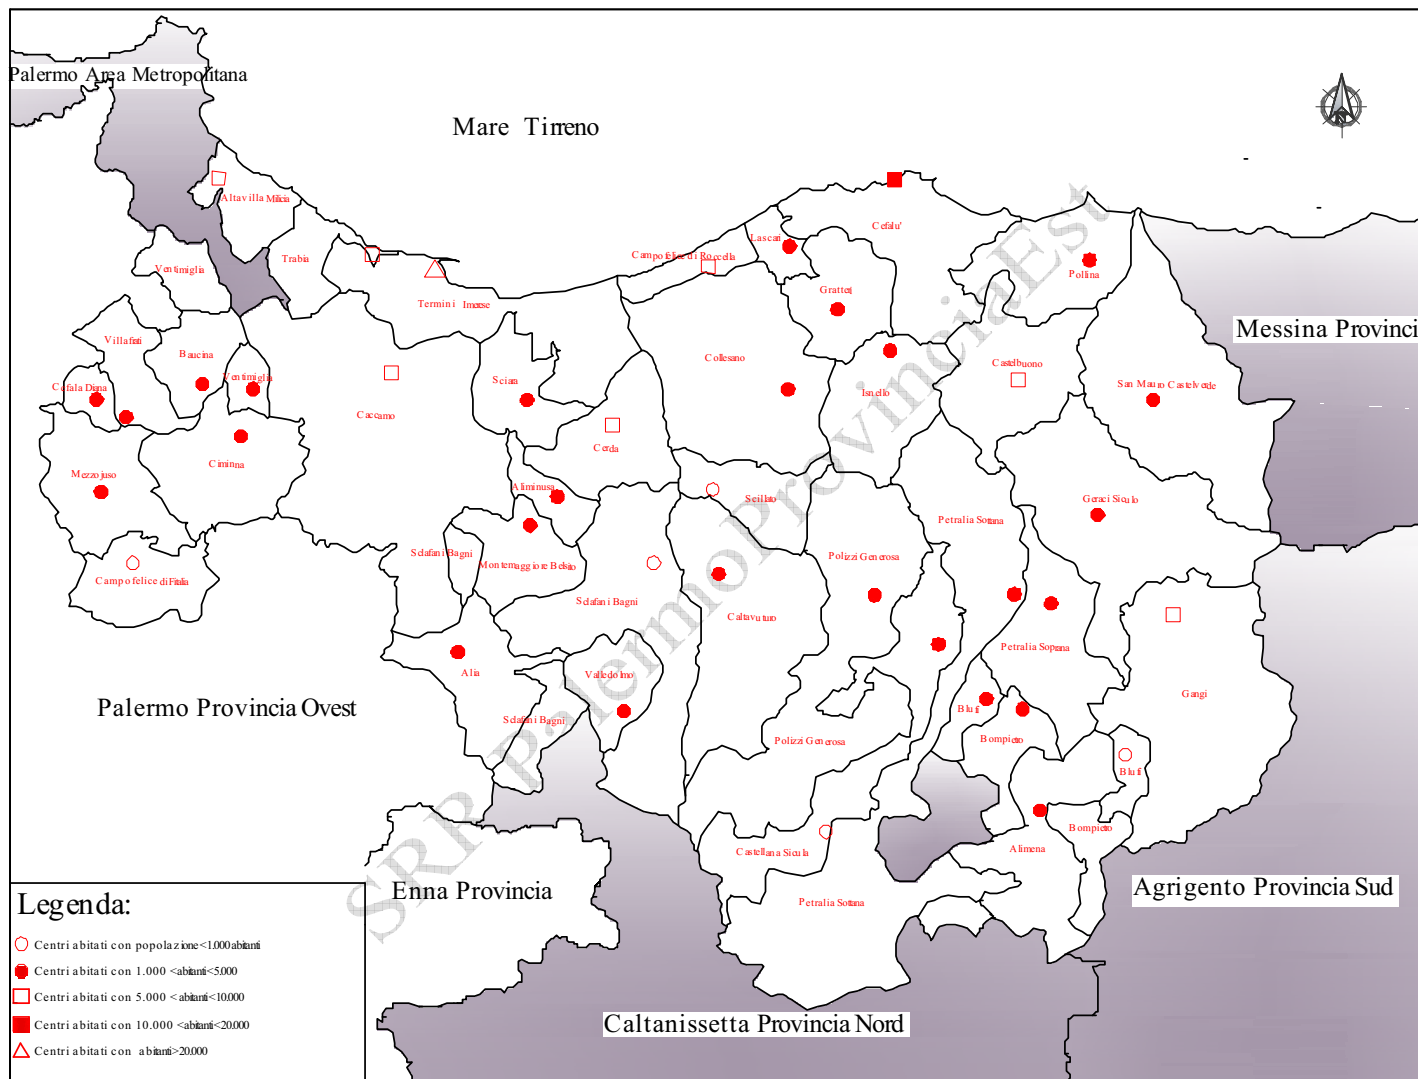 Palermo Area Metropolitana
Mare Tirreno
Altavilla Milicia
Cefalu'
Lascari
Campofelice di Roccella
Trabia
Ventimiglia
Pollina
Gratteri
Termini Imerese
Messina Provinci
Villafrati
Baucina
Collesano
Castelbuono
Ventimiglia
Sciara
Isnello
San Mauro Castelverde
Cefala Diana
Caccamo
Cerda
Ciminna
Mezzojuso
Aliminusa
Scillato
Geraci Siculo
Petralia Sottana
Sclafani Bagni
Montemaggiore Belsito
Polizzi Generosa
Campofelice di Fitalia
Sclafani Bagni
Caltavuturo
Petralia Soprana
Alia
Valledolmo
Gangi
Palermo Provincia Ovest
Blufi
Sclafani Bagni
Polizzi Generosa
Bompietro
Blufi
Bompietro
Castellana Sicula
Alimena
Enna Provincia
Agrigento Provincia Sud
Petralia Sottana
SRR PalermoProvinciaEst
Caltanissetta Provincia Nord
Legenda:
Centri abitati con popolazione<1.000 abitanti
Centri abitati con 1.000 <abitanti<5.000
Centri abitati con 5.000 <abitanti<10.000
Centri abitati con 10.000 <abitanti<20.000
Centri abitati con abitanti>20.000